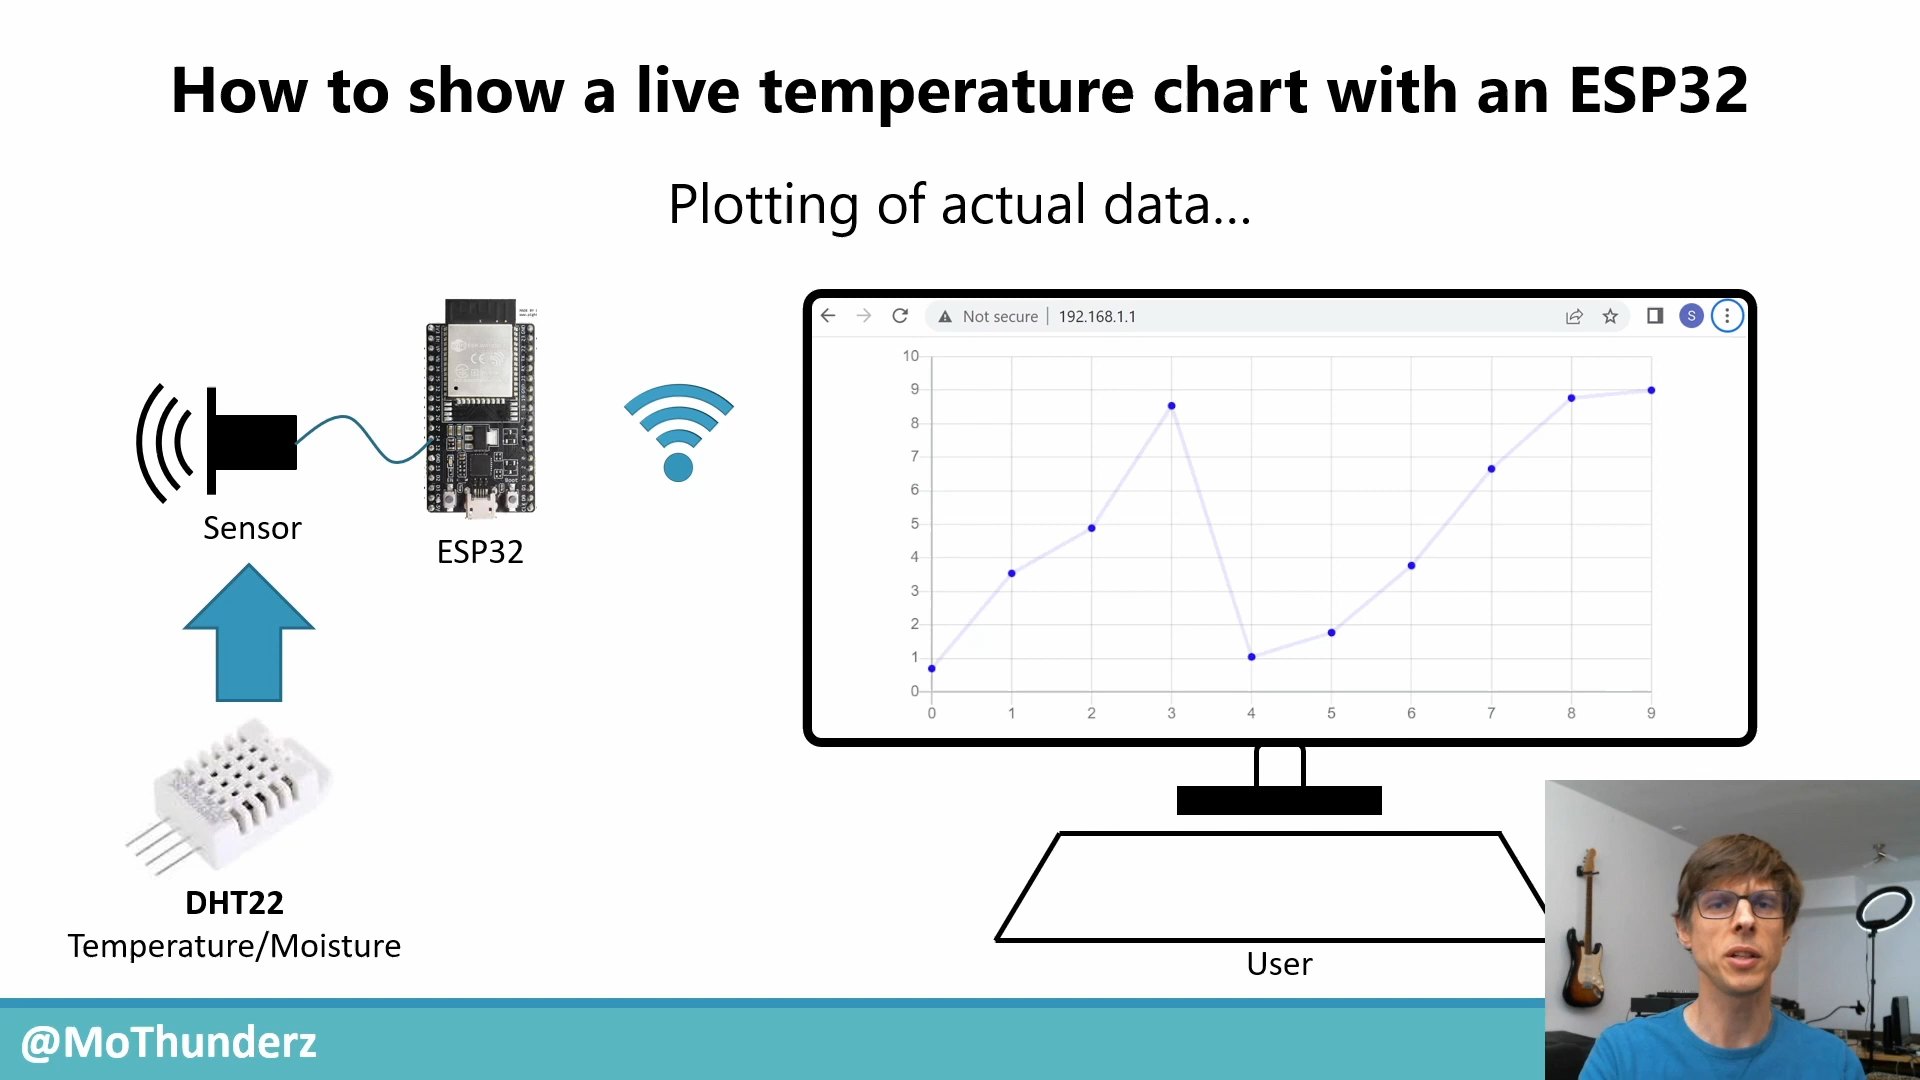 How to show a live temperature chart with an ESP32
Plotting of actual data...
Not secure
192.168.1.1
S
10
9
8
7
6
5
4
3
2
1
0
0 1 2 3 4 5 6 7 8 9
Sensor
ESP32
DHT22
Temperature/Moisture
User
@MoThunderz